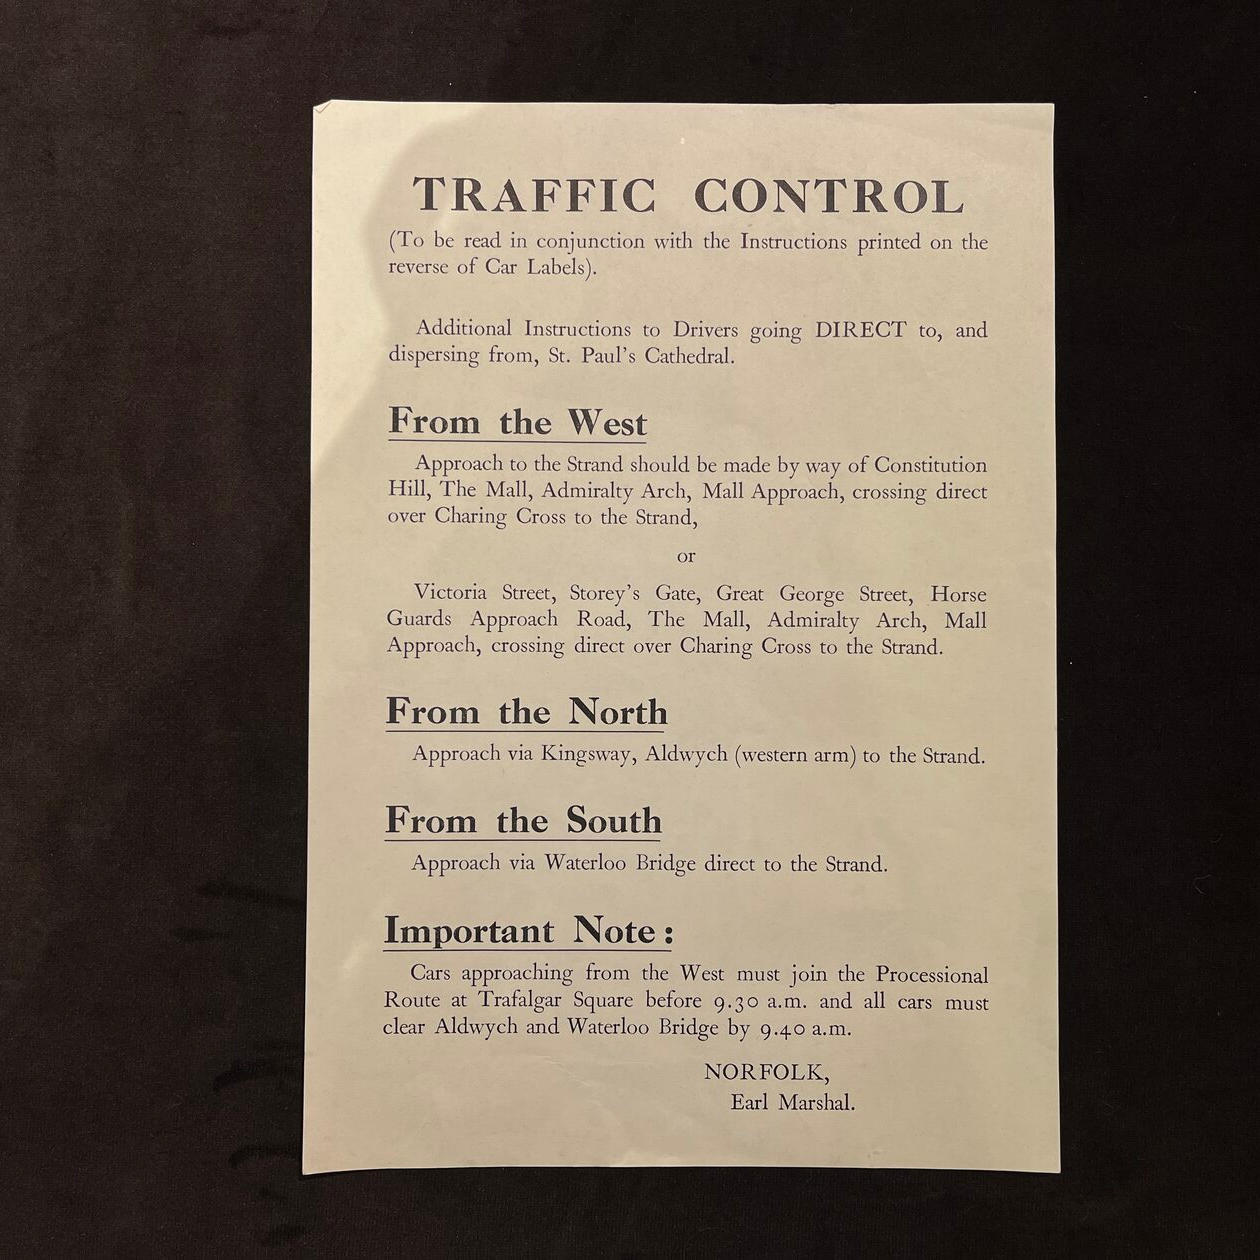 TRAFFIC CONTROL
(To be read in conjunction with the Instructions printed on the
reverse of Car Labels).
Additional Instructions to Drivers going DIRECT to, and
dispersing from, St. Paul's Cathedral.
From the West
Approach to the Strand should be made by way of Constitution
Hill, The Mall, Admiralty Arch, Mall Approach, crossing direct
over Charing Cross to the Strand,
or
Victoria Street, Storey's Gate, Great George Street, Horse
Guards Approach Road, The Mall, Admiralty Arch, Mall
Approach, crossing direct over Charing Cross to the Strand.
From the North
Approach via Kingsway, Aldwych (western arm) to the Strand.
From the South
Approach via Waterloo Bridge direct to the Strand.
Important Note:
Cars approaching from the West must join the Processional
Route at Trafalgar Square before 9.30 a.m. and all cars must
clear Aldwych and Waterloo Bridge by 9.40 a.m.
NORFOLK,
Earl Marshal.